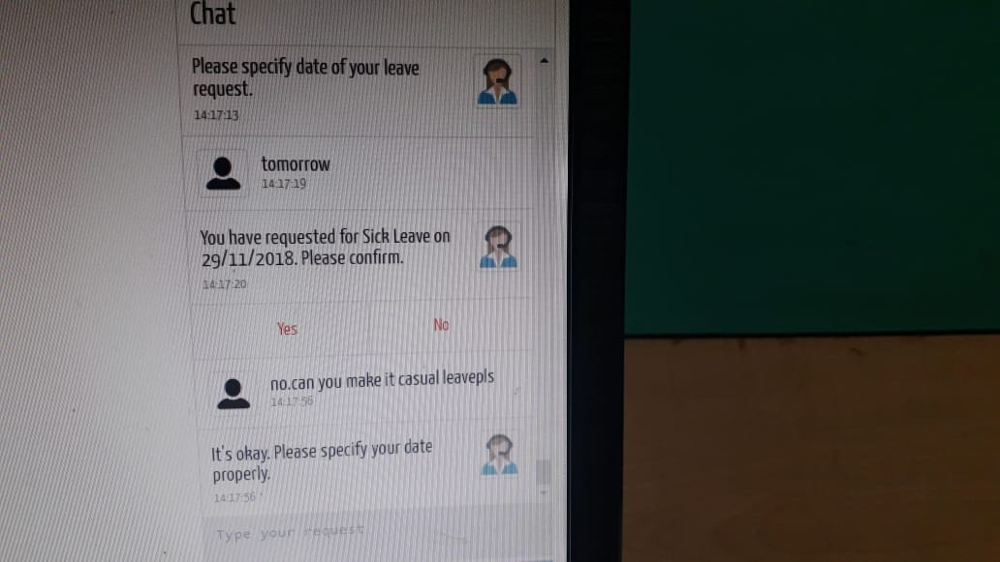 Chat
Please specify date of your leave
request.
14:17:13
tomorrow
14:17:19
You have requested for Sick Leave on
29/11/2018. Please confirm.
14:17:20
Yes
No
no.can you make it casual leavepls
14:17:56
It's okay. Please specify your date
properly.
14:17:56
Type your request